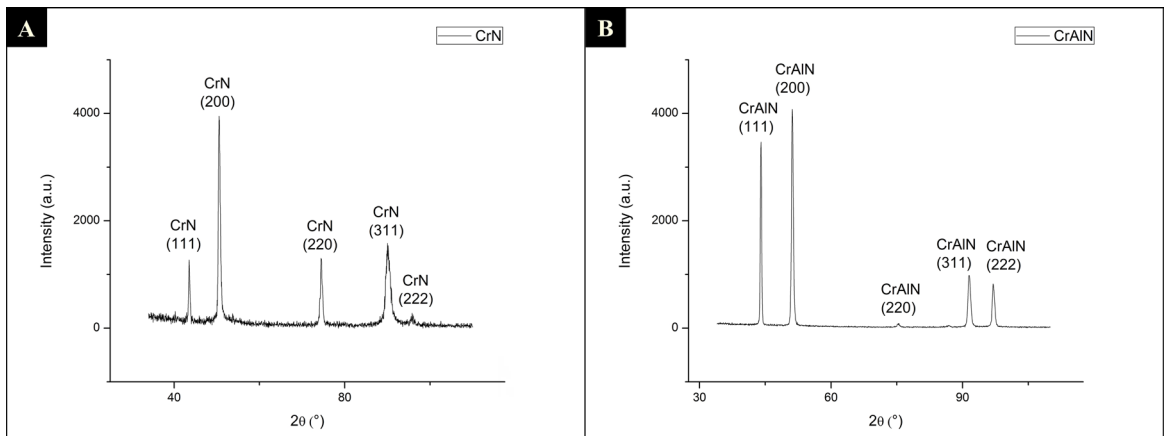 A
CrN
CrN
(200)
CrN
(111)
CrN
(220)
CrN
(311)
CrN
(222)
4000
2000
0
Intensity (a.u.)
40
80
2θ (°)
B
CrAlN
CrAlN
(200)
CrAlN
(111)
CrAlN
(220)
CrAlN
(311)
CrAlN
(222)
4000
2000
0
Intensity (a.u.)
30
60
90
2θ (°)